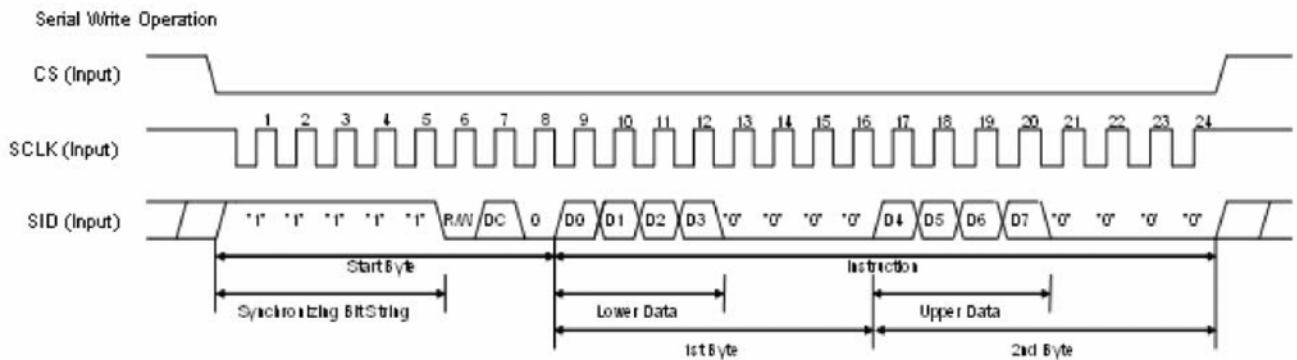 Serial Write Operation
CS (Input)
1 2 3 4 5 6 7 8 9 10 11 12 13 14 15 16 17 18 19 20 21 22 23 24
SCLK (Input)
SID (Input) "1" "1" "1" "1" "1" R/W DC 0 D0 D1 D2 D3 "0" "0" "0" "0" D4 D5 D6 D7 "0" "0" "0" "0"
Start Byte Instruction
Synchronizing Bit String Lower Data Upper Data
1st Byte 2nd Byte